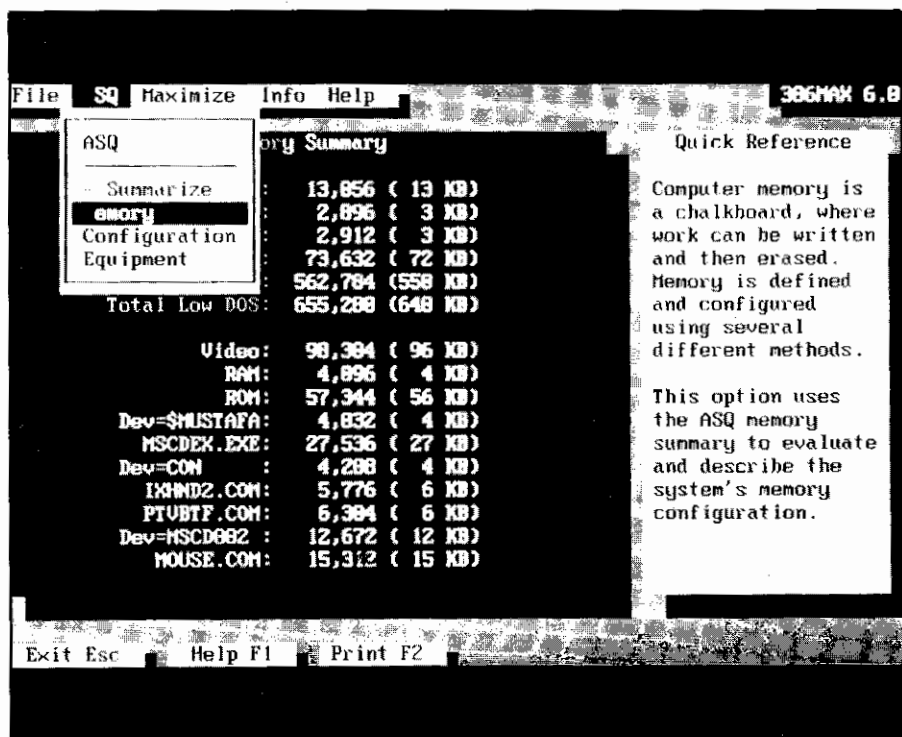 File SQ Maximize Info Help 386MAX 6.0
ASQ
Summarize
emory
Configuration
Equipment
ory Summary
: 13,056 ( 13 KB)
: 2,896 ( 3 KB)
: 2,912 ( 3 KB)
: 73,632 ( 72 KB)
: 562,784 (550 KB)
Total Low DOS: 655,280 (640 KB)
Video: 98,304 ( 96 KB)
RAM: 4,096 ( 4 KB)
ROM: 57,344 ( 56 KB)
Dev=$MUSTAFA: 4,032 ( 4 KB)
MSCDEX.EXE: 27,536 ( 27 KB)
Dev=CON : 4,208 ( 4 KB)
IXHND2.COM: 5,776 ( 6 KB)
PTVBTF.COM: 6,304 ( 6 KB)
Dev=MSCD002 : 12,672 ( 12 KB)
MOUSE.COM: 15,312 ( 15 KB)
Quick Reference
Computer memory is
a chalkboard, where
work can be written
and then erased.
Memory is defined
and configured
using several
different methods.
This option uses
the ASQ memory
summary to evaluate
and describe the
system's memory
configuration.
Exit Esc Help F1 Print F2